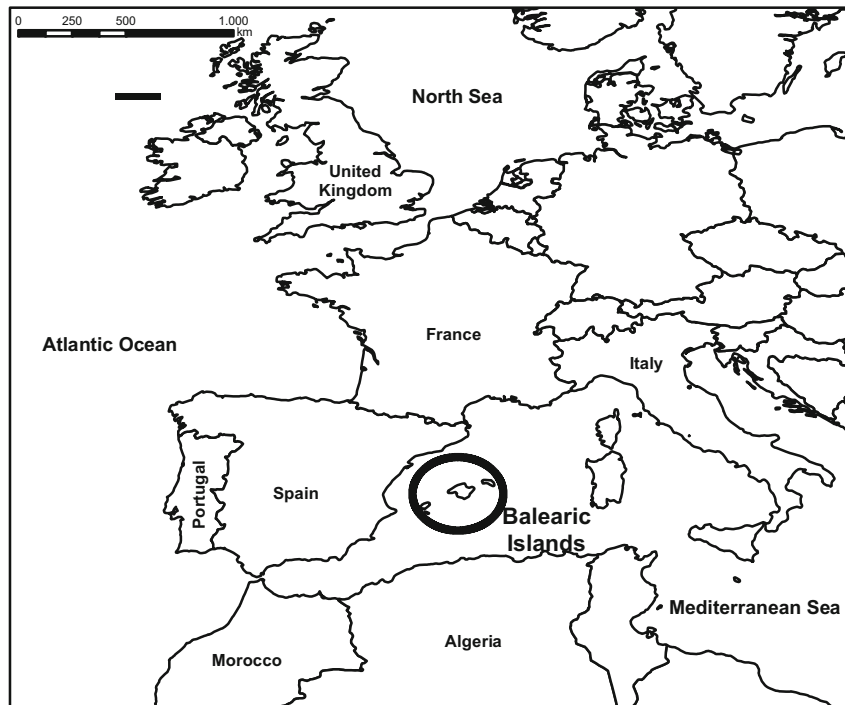 0 250 500 1.000
km
North Sea
United
Kingdom
Atlantic Ocean
France
Italy
Portugal
Spain
Balearic
Islands
Mediterranean Sea
Algeria
Morocco